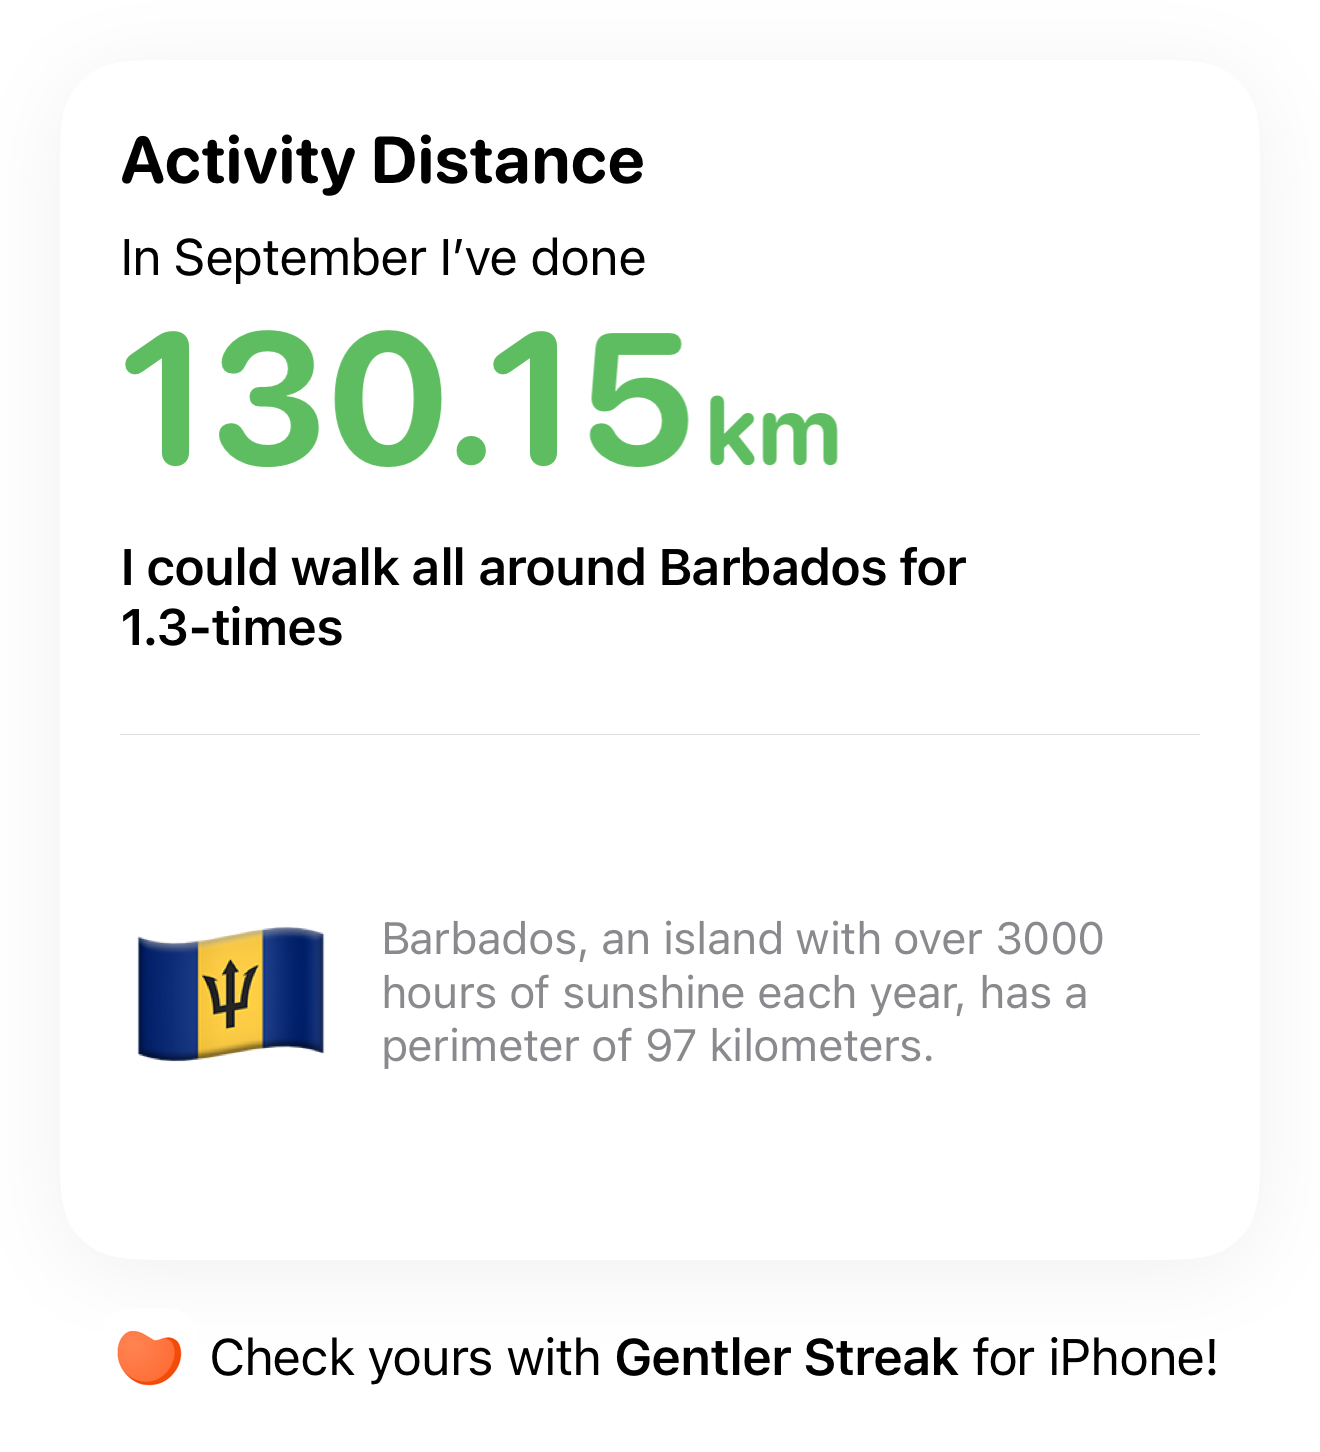 Activity Distance
In September I’ve done
130.15 km
I could walk all around Barbados for
1.3-times
Barbados, an island with over 3000
hours of sunshine each year, has a
perimeter of 97 kilometers.
Check yours with Gentler Streak for iPhone!